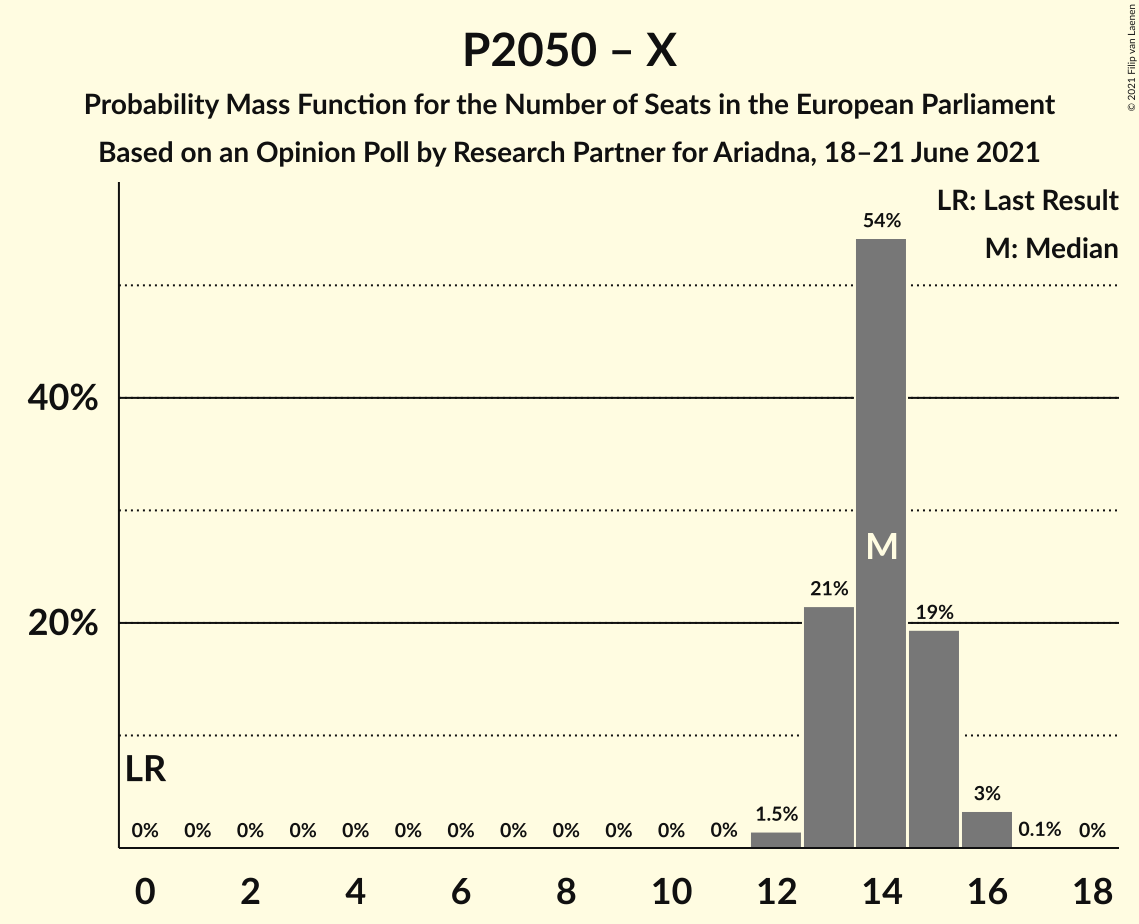 P2050 – X
Probability Mass Function for the Number of Seats in the European Parliament
Based on an Opinion Poll by Research Partner for Ariadna, 18–21 June 2021
© 2021 Filip van Laenen
LR: Last Result
M: Median
54%
40%
M
21%
19%
20%
LR
0% 0% 0% 0% 0% 0% 0% 0% 0% 0% 0% 0% 1.5% 3% 0.1% 0%
0 2 4 6 8 10 12 14 16 18